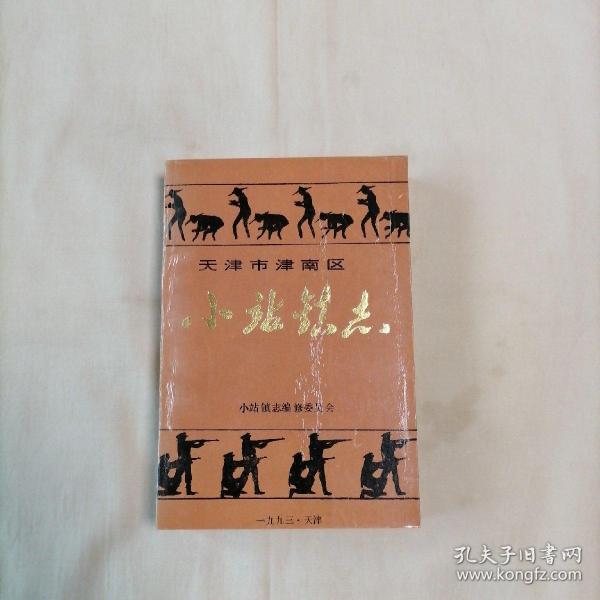 天津市津南区
小站镇志
小站镇志编修委员会
一九九三·天津
孔夫子旧书网
www.kongfz.com